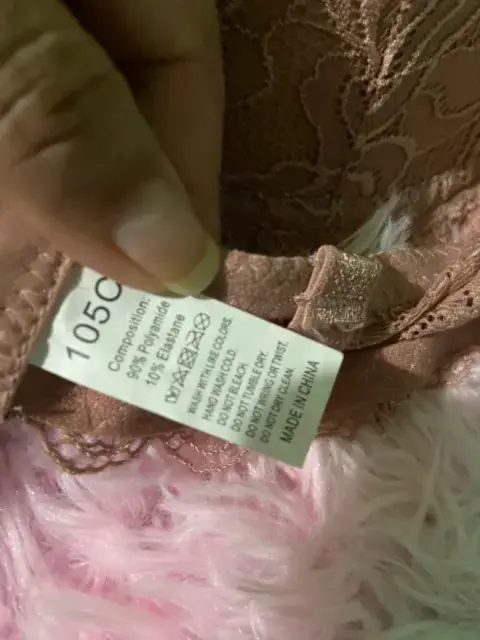 105C
Composition:
90% Polyamide
10% Elastane
WASH WITH LIKE COLORS.
HAND WASH COLD.
DO NOT BLEACH.
DO NOT TUMBLE DRY.
DO NOT WRING OR TWIST.
DO NOT DRY CLEAN.
MADE IN CHINA